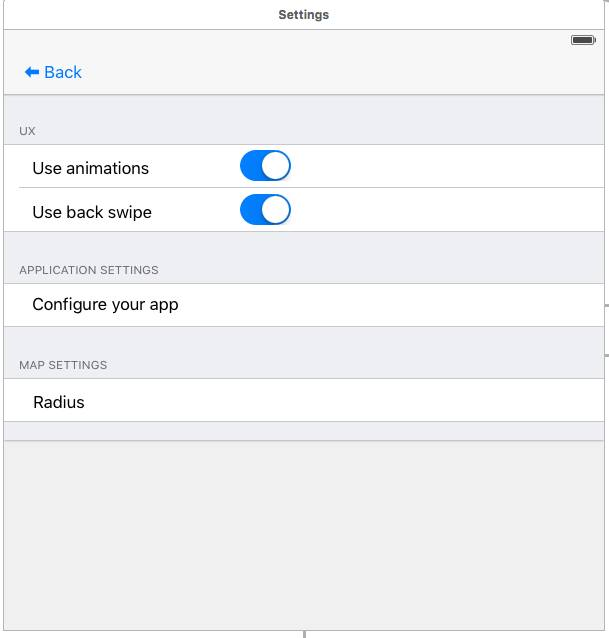 Settings
Back
UX
Use animations
Use back swipe
APPLICATION SETTINGS
Configure your app
MAP SETTINGS
Radius